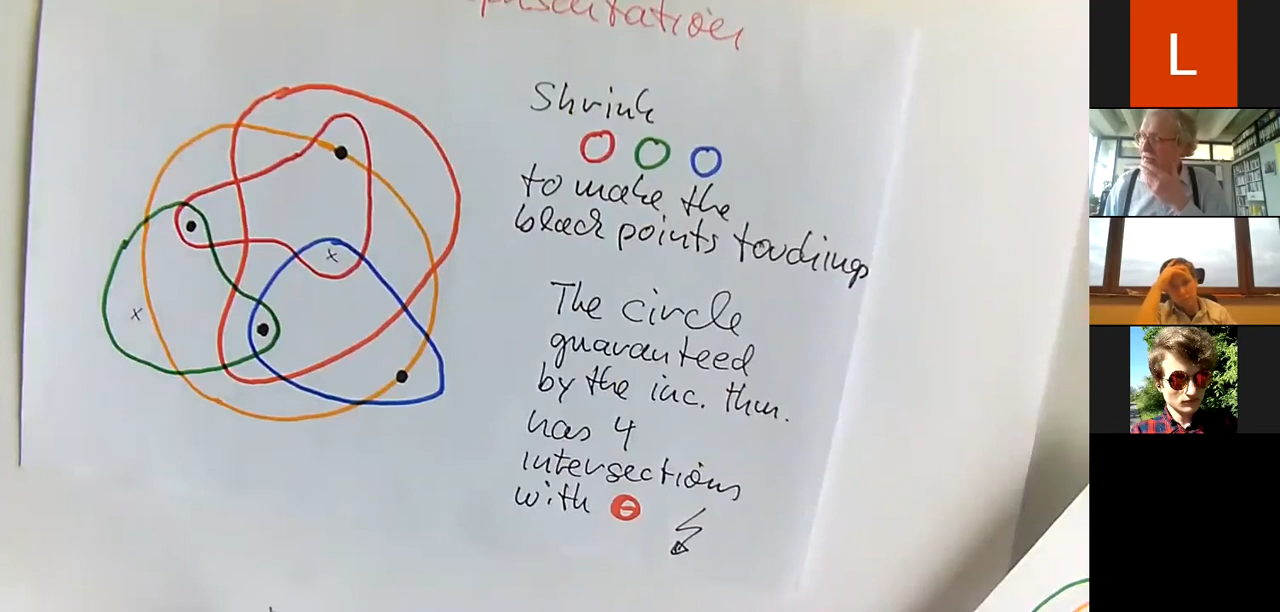 Shrink
to make the
black points touching
The circle
guaranteed
by the inc. thm.
has 4
intersections
with
L
x
x